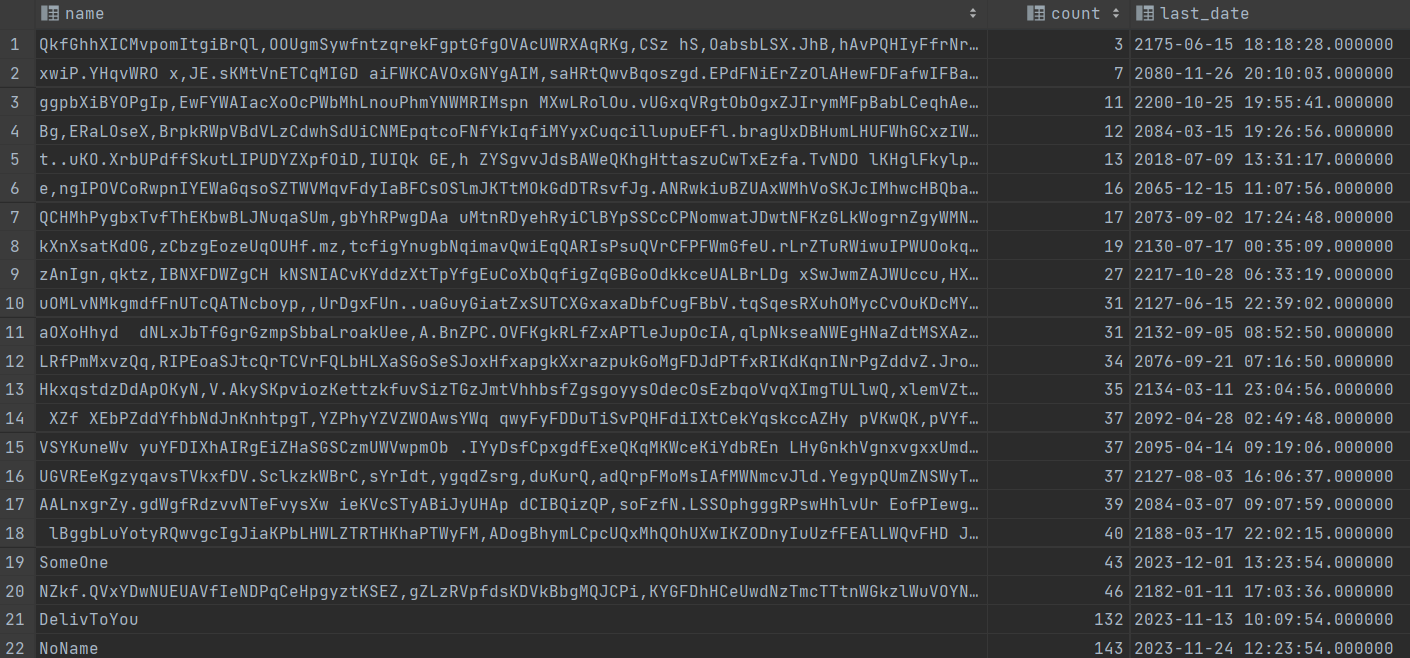 name count last_date
1 QkfGhhXICMvpomItgiBrQl,OOUgmSywfntzqrekFgptGfgOVAcUWRXAqRKg,CSz hS,OabsbLSX.JhB,hAvPQHIyFfrNr… 3 2175-06-15 18:18:28.000000
2 xwiP.YHqvWRO x,JE.sKMtVnETCqMIGD aiFWKCAVOxGNYgAIM,saHRtQwvBqoszgd.EPdFNiErZzOlAHewFDFafwIFBa… 7 2080-11-26 20:10:03.000000
3 ggpbXiBYOPgIp,EwFYWAIacXoOcPWbMhLnouPhmYNWMRIMspn MXwLRolOu.vUGxqVRgtObOgxZJIrymMFpBabLCeqhAe… 11 2200-10-25 19:55:41.000000
4 Bg,ERaLOseX,BrpkRWpVBdVLzCdwhSdUiCNMEpqtcoFNfYkIqfiMYyxCuqcillupuEFfl.bragUxDBHumLHUFWhGCxzIW… 12 2084-03-15 19:26:56.000000
5 t..uKO.XrbUPdffSkutLIPUDYZXpfOiD,IUIQk GE,h ZYSgvvJdsBAWeQKhgHttaszuCwTxEzfa.TvNDO lKHglFkylp… 13 2018-07-09 13:31:17.000000
6 e,ngIPOVCoRwpnIYEWaGqsoSZTWVMqvFdyIaBFCsOSlmJKTtMOkGdDTRsvfJg.ANRwkiuBZUAxWMhVoSKJcIMhwcHBQba… 16 2065-12-15 11:07:56.000000
7 QCHMhPygbxTvfThEKbwBLJNuqaSUm,gbYhRPwgDAa uMtnRDyehRyiClBYpSSCcCPNomwatJDwtNFKzGLkWogrnZgyWMN… 17 2073-09-02 17:24:48.000000
8 kXnXsatKdOG,zCbzgEozeUqOUHf.mz,tcfigYnugbNqimavQwiEqQARIsPsuQVrCFPFWmGfeU.rLrZTuRWiwuIPWUOokq… 19 2130-07-17 00:35:09.000000
9 zAnIgn,qktz,IBNXFDWZgCH kNSNIACvKYddzXtTpYfgEuCoXbQqfigZqGBGoOdkkceUALBrLDg xSwJwmZAJWUccu,HX… 27 2217-10-28 06:33:19.000000
10 uOMLvNMkgmdfFnUTcQATNcboyp,,UrDgxFUn..uaGuyGiatZxSUTCXGxaxaDbfCugFBbV.tqSqesRXuhOMycCvOuKDcMY… 31 2127-06-15 22:39:02.000000
11 aOXoHhyd  dNLxJbTfGgrGzmpSbbaLroakUee,A.BnZPC.OVFKgkRLfZxAPTleJupOcIA,qlpNkseaNWEgHNaZdtMSXAz… 31 2132-09-05 08:52:50.000000
12 LRfPmMxvzQq,RIPEoaSJtcQrTCVrFQLbHLXaSGoSeSJoxHfxapgkXxrazpukGoMgFDJdPTfxRIKdKqnINrPgZddvZ.Jro… 34 2076-09-21 07:16:50.000000
13 HkxqstdzDdApOKyN,V.AkySKpviozKettzkfuvSizTGzJmtVhhbsfZgsgoyysOdecOsEzbqoVvqXImgTULlwQ,xlemVZt… 35 2134-03-11 23:04:56.000000
14 XZf XEbPZddYfhbNdJnKnhtpgT,YZPhyYZVZWOAwsYWq qwyFyFDDuTiSvPQHFdiIXtCekYqskccAZHy pVKwQK,pVYf… 37 2092-04-28 02:49:48.000000
15 VSYKuneWv yuYFDIXhAIRgEiZHaSGSCzmUWVwpmOb .IYyDsfCpxgdfExeQKqMKWceKiYdbREn LHyGnkhVgnxvgxxUmd… 37 2095-04-14 09:19:06.000000
16 UGVREeKgzyqavsTVkxfDV.SclkzkWBrC,sYrIdt,ygqdZsrg,duKurQ,adQrpFMoMsIAfMWNmcvJld.YegypQUmZNSWyT… 37 2127-08-03 16:06:37.000000
17 AALnxgrZy.gdWgfRdzvvNTeFvysXw ieKVcSTyABiJyUHAp dCIBQizQP,soFzfN.LSSOphgggRPswHhlvUr EofPIewg… 39 2084-03-07 09:07:59.000000
18 lBggbLuYotyRQwvgcIgJiaKPbLHWLZTRTHKhaPTWyFM,ADogBhymLCpcUQxMhQOhUXwIKZODnyIuUzfFEAlLWQvFHD J… 40 2188-03-17 22:02:15.000000
19 SomeOne 43 2023-12-01 13:23:54.000000
20 NZkf.QVxYDwNUEUAVfIeNDPqCeHpgyztKSEZ,gZLzRVpfdsKDVkBbgMQJCPi,KYGFDhHCeUwdNzTmcTTtnWGkzlWuVOYN… 46 2182-01-11 17:03:36.000000
21 DelivToYou 132 2023-11-13 10:09:54.000000
22 NoName 143 2023-11-24 12:23:54.000000